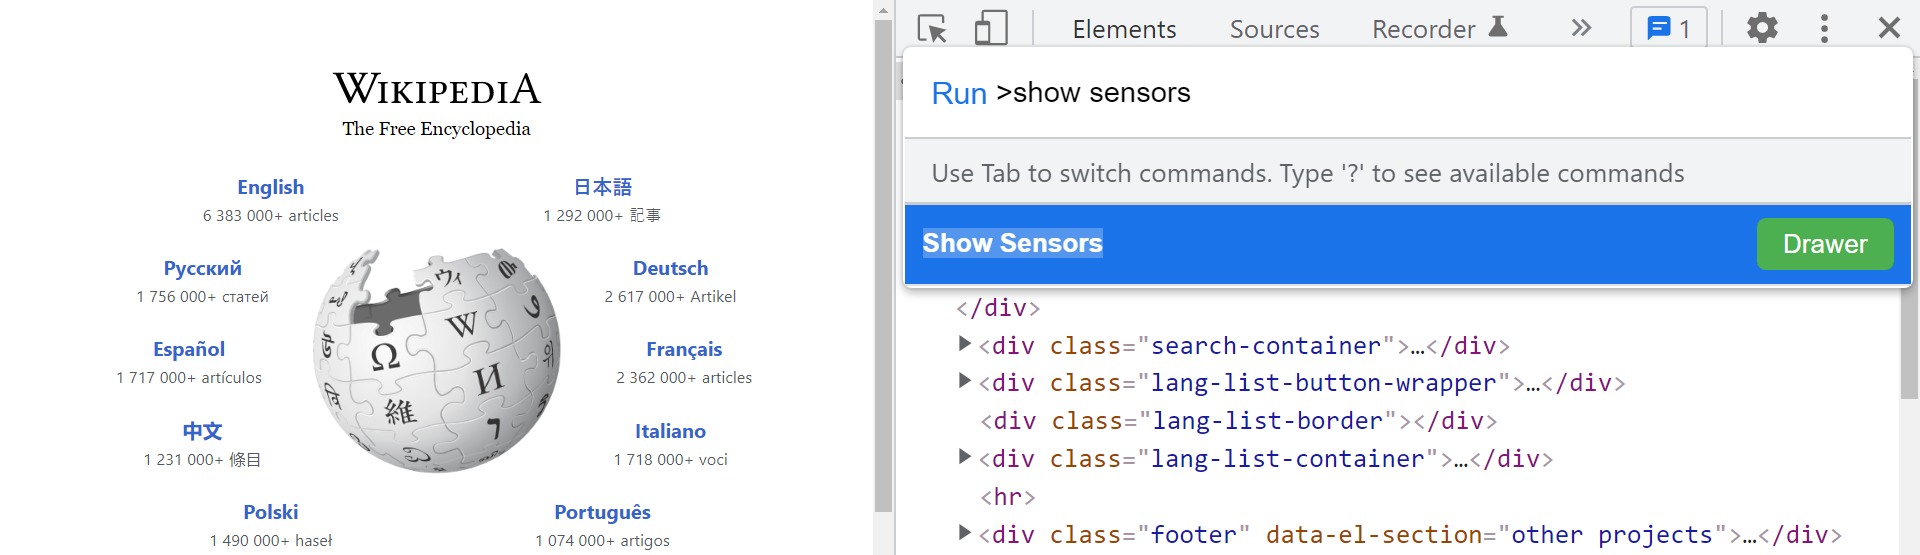 WIKIPEDIA
The Free Encyclopedia
English
6 383 000+ articles
日本語
1 292 000+ 記事
Русский
1 756 000+ статей
Deutsch
2 617 000+ Artikel
Español
1 717 000+ artículos
Français
2 362 000+ articles
中文
1 231 000+ 條目
Italiano
1 718 000+ voci
Polski
1 490 000+ haseł
Português
1 074 000+ artigos
Ω
W
И
維
ウィ
Elements Sources Recorder 1
Run >show sensors
Use Tab to switch commands. Type '?' to see available commands
Show Sensors Drawer
</div>
<div class="search-container">…</div>
<div class="lang-list-button-wrapper">…</div>
<div class="lang-list-border"></div>
<div class="lang-list-container">…</div>
<hr>
<div class="footer" data-el-section="other projects">…</div>